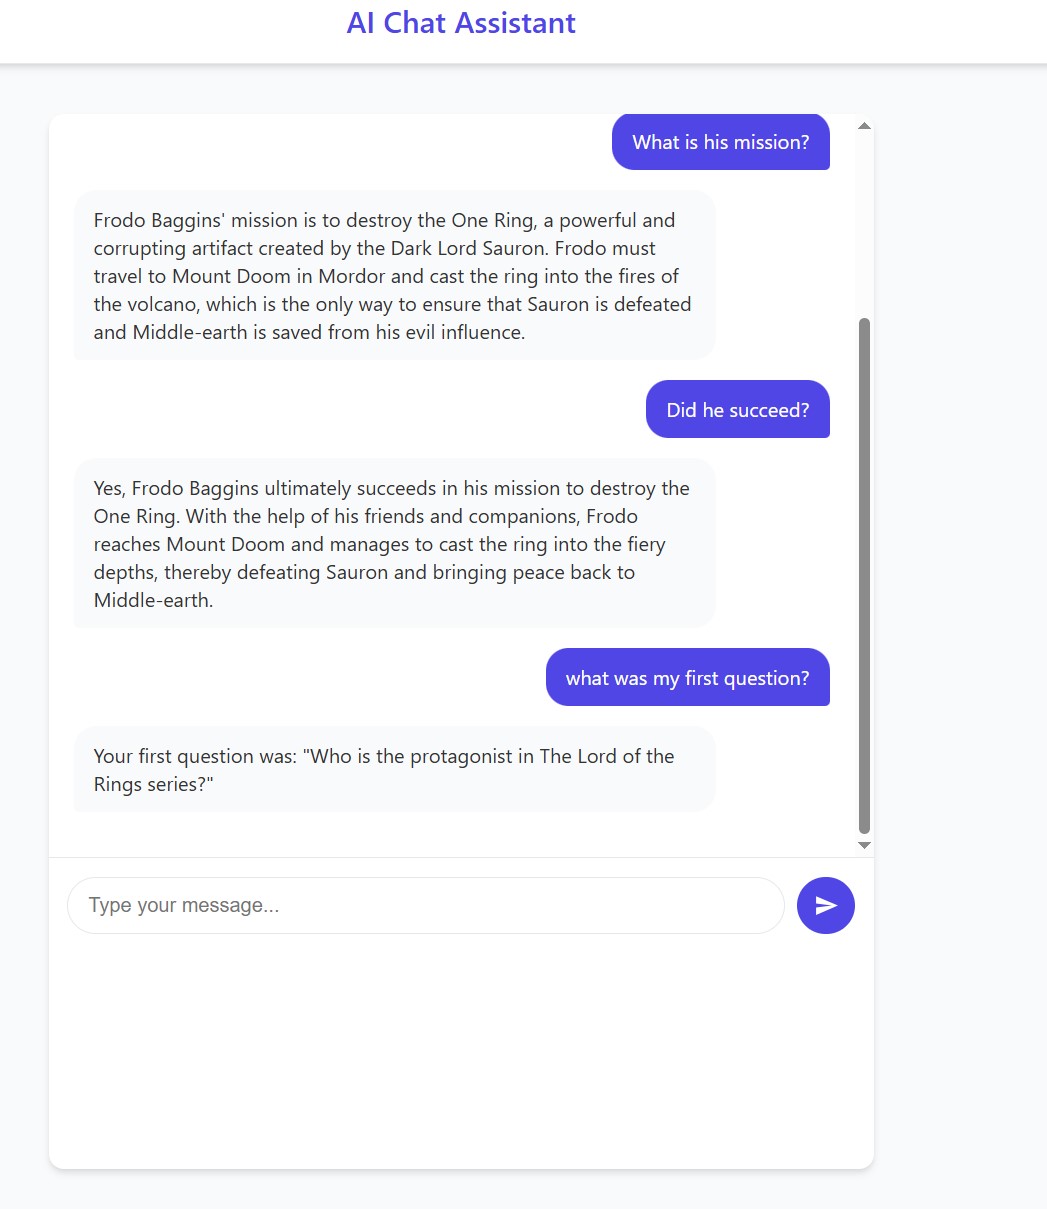 AI Chat Assistant
What is his mission?
Frodo Baggins' mission is to destroy the One Ring, a powerful and
corrupting artifact created by the Dark Lord Sauron. Frodo must
travel to Mount Doom in Mordor and cast the ring into the fires of
the volcano, which is the only way to ensure that Sauron is defeated
and Middle-earth is saved from his evil influence.
Did he succeed?
Yes, Frodo Baggins ultimately succeeds in his mission to destroy the
One Ring. With the help of his friends and companions, Frodo
reaches Mount Doom and manages to cast the ring into the fiery
depths, thereby defeating Sauron and bringing peace back to
Middle-earth.
what was my first question?
Your first question was: "Who is the protagonist in The Lord of the
Rings series?"
Type your message...